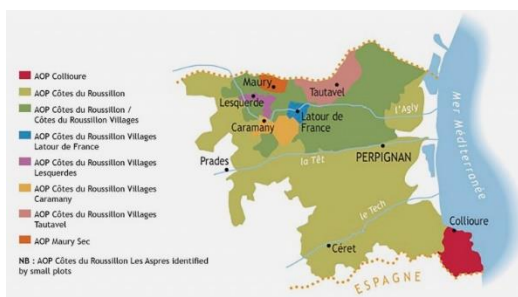 AOP Collioure
AOP Côtes du Roussillon
AOP Côtes du Roussillon /
Côtes du Roussillon Villages
AOP Côtes du Roussillon Villages
Latour de France
AOP Côtes du Roussillon Villages
Lesquerdes
AOP Côtes du Roussillon Villages
Caramany
AOP Côtes du Roussillon Villages
Tautavel
AOP Maury Sec
NB : AOP Côtes du Roussillon Les Aspres identified
by small plots
Maury
Tautavel
Lesquerde
Latour de
France
l'Agly
Caramany
Prades
la Têt
PERPIGNAN
Mer Méditerranée
le Tech
Collioure
Céret
ESPAGNE